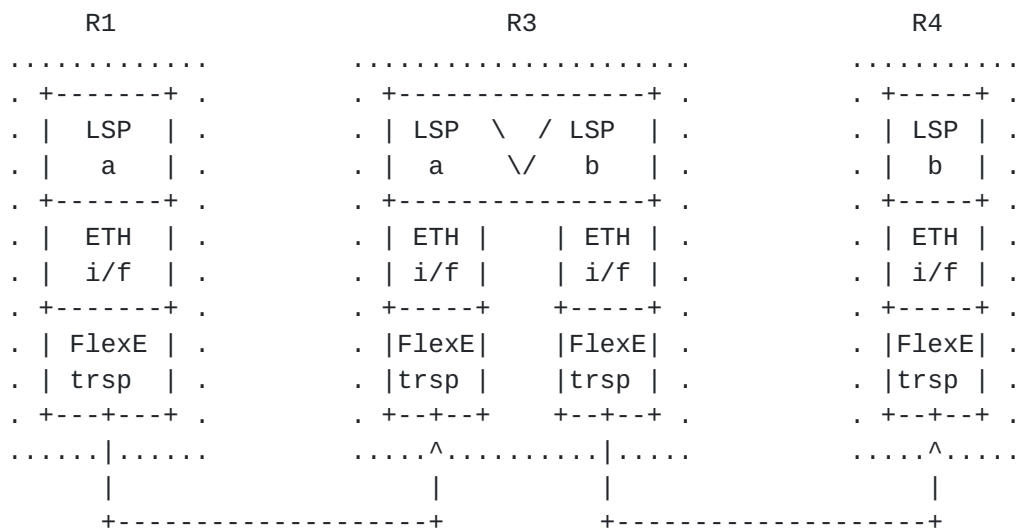 R1 R3 R4
LSP LSP \ / LSP LSP
a a \/ b b
ETH ETH ETH ETH
i/f i/f i/f i/f
FlexE FlexE FlexE FlexE
trsp trsp trsp trsp